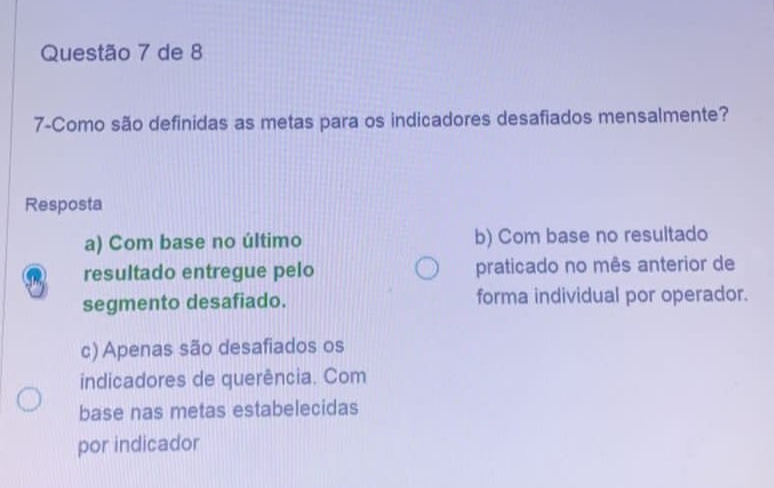 Questão 7 de 8
7-Como são definidas as metas para os indicadores desafiados mensalmente?
Resposta
a) Com base no último
resultado entregue pelo
segmento desafiado.
b) Com base no resultado
praticado no mês anterior de
forma individual por operador.
c) Apenas são desafiados os
indicadores de querência. Com
base nas metas estabelecidas
por indicador